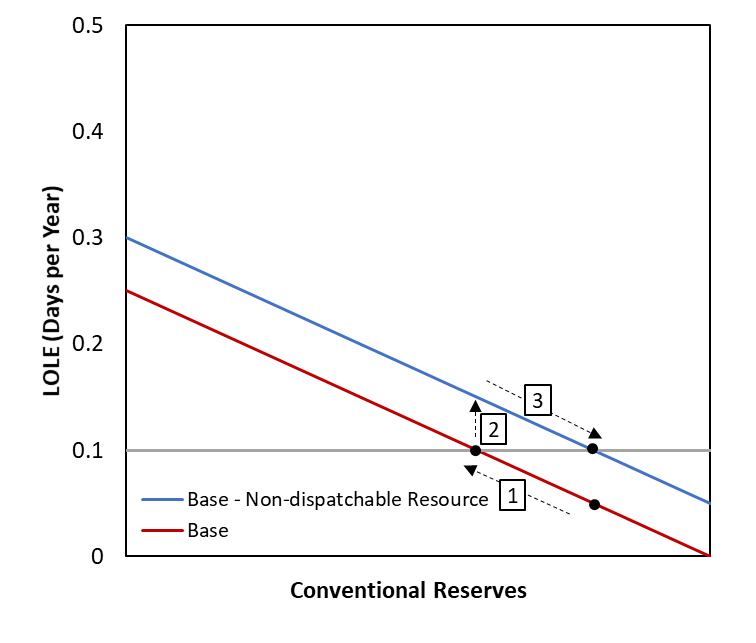 0.5
0.4
0.3
0.2
0.1
0
LOLE (Days per Year)
3
2
1
Base - Non-dispatchable Resource
Base
Conventional Reserves